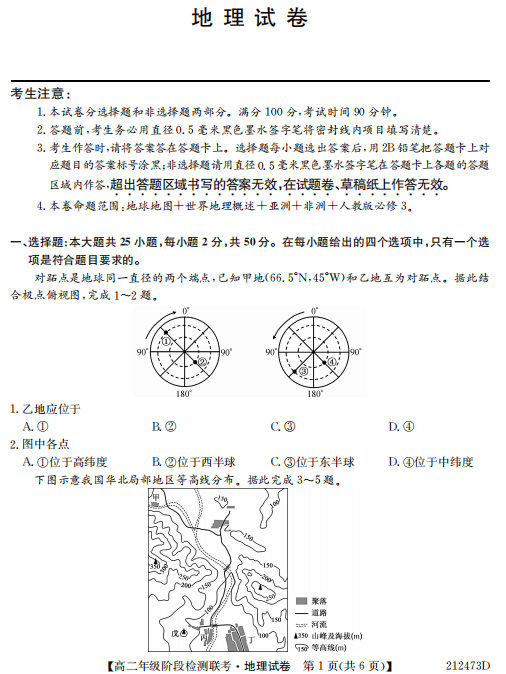 地理试卷
考生注意:
1.本试卷分选择题和非选择题两部分。满分100分,考试时间90分钟。
2.答题前,考生务必用直径0.5毫米黑色墨水签字笔将密封线内项目填写清楚。
3.考生作答时,请将答案答在答题卡上。选择题每小题选出答案后,用2B铅笔把答题卡上对
应题目的答案标号涂黑;非选择题请用直径0.5毫米黑色墨水签字笔在答题卡上各题的答题
区域内作答,超出答题区域书写的答案无效,在试题卷、草稿纸上作答无效。
4.本卷命题范围:地球地图+世界地理概述+亚洲+非洲+人教版必修3。
一、选择题:本大题共25小题,每小题2分,共50分。在每小题给出的四个选项中,只有一个选
项是符合题目要求的。
对跖点是地球同一直径的两个端点,已知甲地(66.5°N,45°W)和乙地互为对跖点。据此结
合极点俯视图,完成1~2题。
0° 0°
① ②
③ ④
90° 90° 90° 90°
180° 180°
1.乙地应位于
A.① B.② C.③ D.④
2.图中各点
A.①位于高纬度 B.②位于西半球 C.③位于东半球 D.④位于中纬度
下图示意我国华北局部地区等高线分布。据此完成3~5题。
甲
150
100
150
350
250
200
150
150
200
250
150
100
150
戊
丙
丁
100
聚落
道路
河流
▲350 山峰及海拔(m)
150 等高线(m)
【高二年级阶段检测联考·地理试卷 第1页(共6页)】 212473D